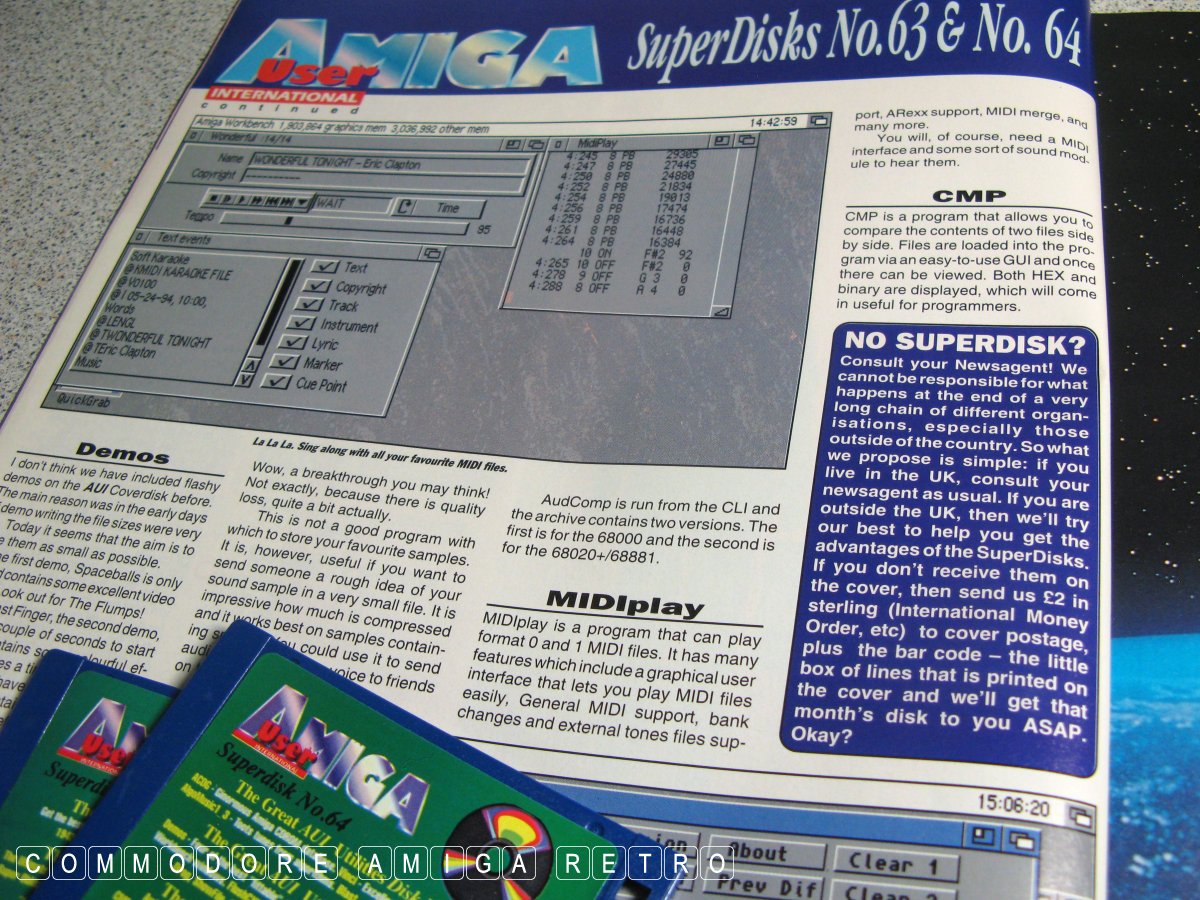 AMIGA
User
INTERNATIONAL
continued
SuperDisks No.63 & No. 64
Amiga Workbench 1,903,864 graphics mem 3,036,992 other mem
14:42:59
Wonderful 14/14
Name WONDERFUL TONIGHT - Eric Clapton
Copyright
WAIT
Time
Tempo
95
MidiPlay
4:245 8 PB 29305
4:247 8 PB 27445
4:250 8 PB 24880
4:252 8 PB 21834
4:254 8 PB 19013
4:256 8 PB 17474
4:259 8 PB 16736
4:261 8 PB 16448
4:264 8 PB 16384
10 ON F#2 92
4:265 10 OFF F#2 0
4:278 9 OFF G 3 0
4:288 8 OFF A 4 0
Text events
Soft Karaoke
@KMIDI KARAOKE FILE
@V0100
@I 05-24-94, 10:00,
Words
@LENGL
@TWONDERFUL TONIGHT
@TEric Clapton
Music
Text
Copyright
Track
Instrument
Lyric
Marker
Cue Point
QuickGrab
La La La. Sing along with all your favourite MIDI files.
Demos
I don't think we have included flashy
demos on the AUI Coverdisk before.
The main reason was in the early days
demo writing the file sizes were very
Today it seems that the aim is to
them as small as possible.
first demo, Spaceballs is only
contains some excellent video
Look out for The Flumps!
Finger, the second demo,
couple of seconds to start
Wow, a breakthrough you may think!
Not exactly, because there is quality
loss, quite a bit actually.
This is not a good program with
which to store your favourite samples.
It is, however, useful if you want to
send someone a rough idea of your
sound sample in a very small file. It is
impressive how much is compressed
and it works best on samples contain-
ing
could use it to send
voice to friends
AudComp is run from the CLI and
the archive contains two versions. The
first is for the 68000 and the second is
for the 68020+/68881.
MIDIplay
MIDIplay is a program that can play
format 0 and 1 MIDI files. It has many
features which include a graphical user
interface that lets you play MIDI files
easily, General MIDI support, bank
changes and external tones files sup-
port, ARexx support, MIDI merge, and
many more.
You will, of course, need a MIDI
interface and some sort of sound mod-
ule to hear them.
CMP
CMP is a program that allows you to
compare the contents of two files side
by side. Files are loaded into the pro-
gram via an easy-to-use GUI and once
there can be viewed. Both HEX and
binary are displayed, which will come
in useful for programmers.
NO SUPERDISK?
Consult your Newsagent! We
cannot be responsible for what
happens at the end of a very
long chain of different organ-
isations, especially those
outside of the country. So what
we propose is simple: if you
live in the UK, consult your
newsagent as usual. If you are
outside the UK, then we'll try
our best to help you get the
advantages of the SuperDisks.
If you don't receive them on
the cover, then send us £2 in
sterling (International Money
Order, etc) to cover postage,
plus the bar code – the little
box of lines that is printed on
the cover and we'll get that
month's disk to you ASAP.
Okay?
15:06:20
About
Clear 1
Prev Dif
AMIGA
User
INTERNATIONAL
Superdisk No.64
The Great AUI Utilities Disk
The Great AUI
AMIGA
User
INTERNATIONAL
Superdisk
COMMODORE AMIGA RETRO